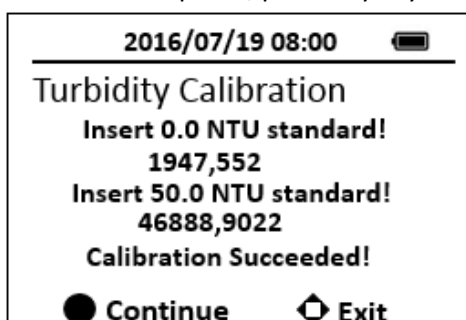 2016/07/19 08:00
Turbidity Calibration
Insert 0.0 NTU standard!
1947,552
Insert 50.0 NTU standard!
46888,9022
Calibration Succeeded!
Continue Exit